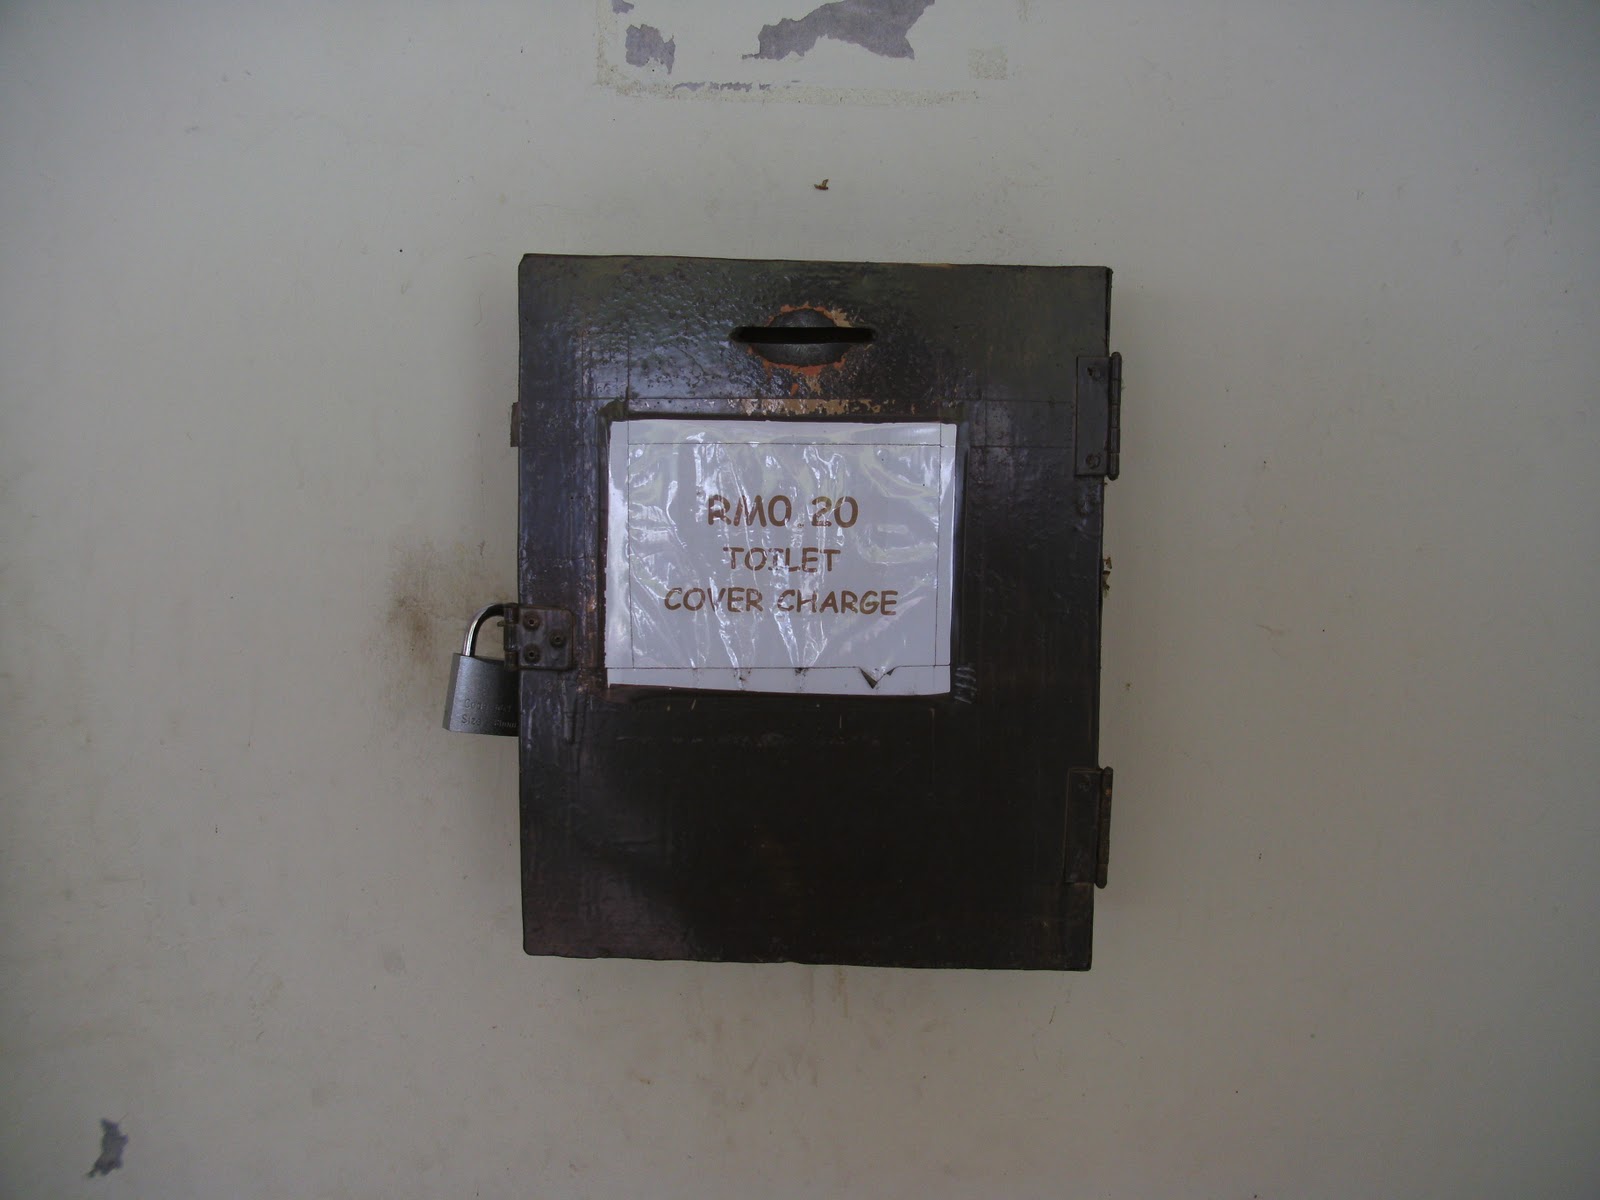 RM0.20
TOILET
COVER CHARGE